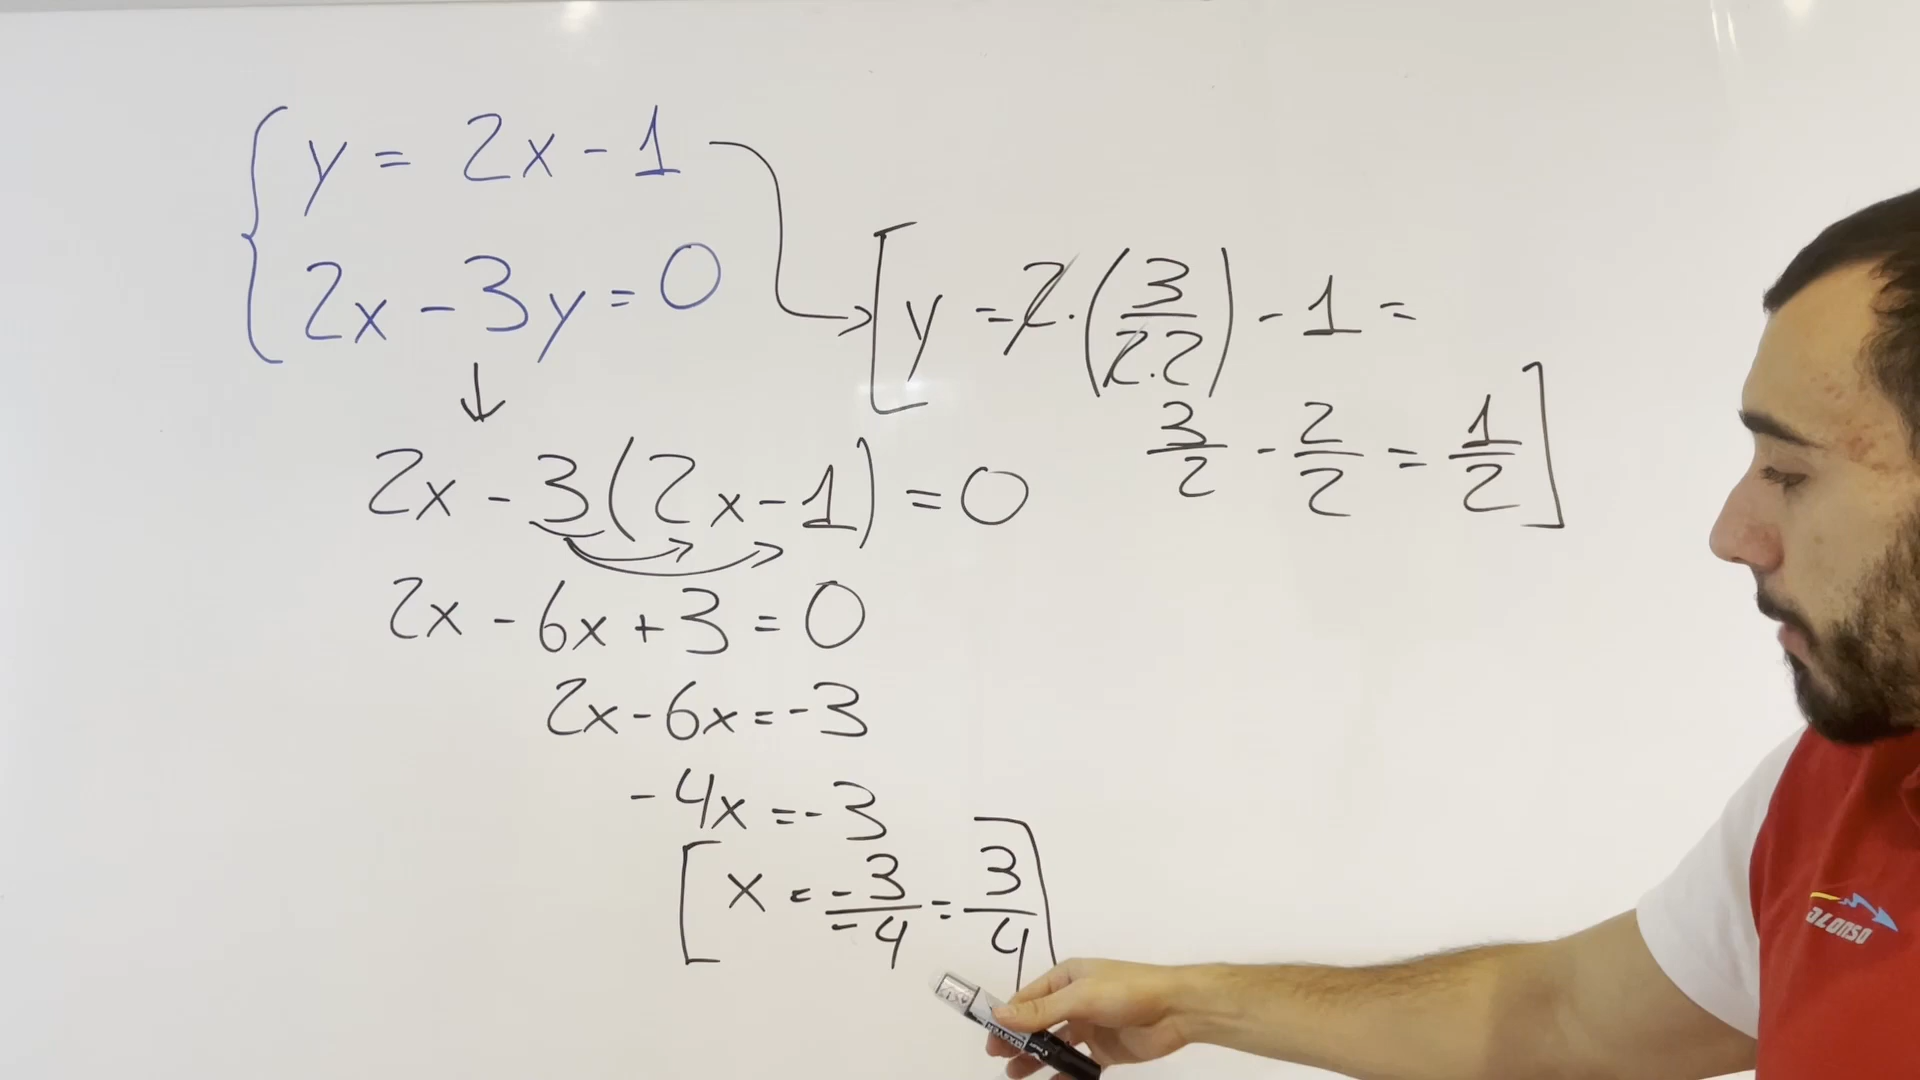 y = 2x - 1
2x - 3y = 0
2x - 3(2x - 1) = 0
2x - 6x + 3 = 0
2x - 6x = -3
-4x = -3
x = -3/-4 = 3/4
y = 2·(3/2·2) - 1 =
3/2 - 2/2 = 1/2
alonso